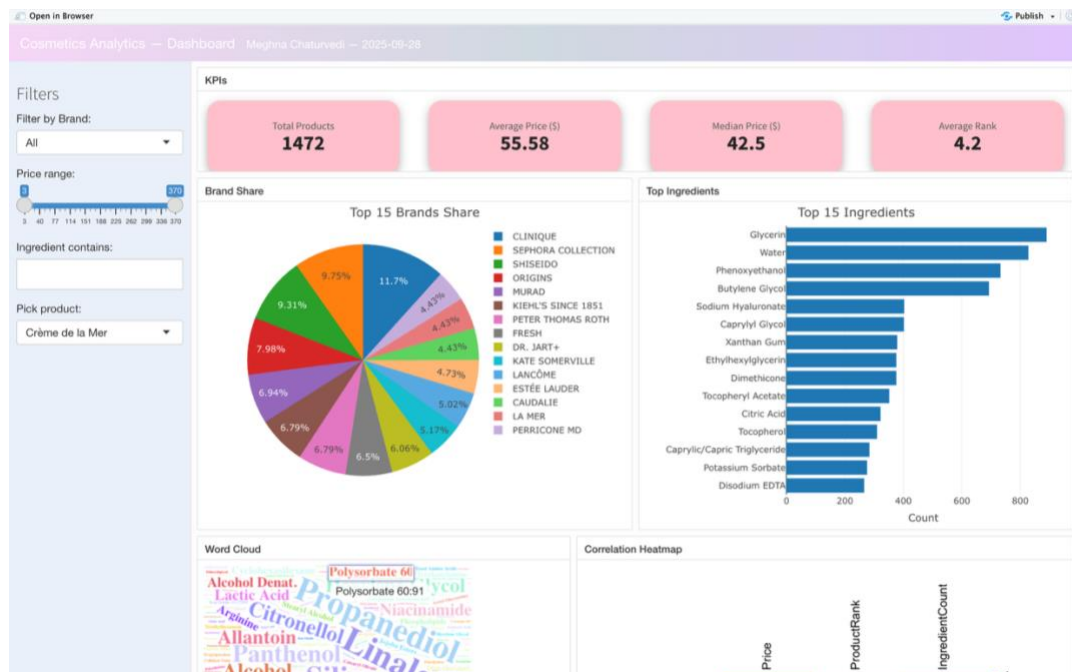 Open in Browser
Publish
Cosmetics Analytics — Dashboard Meghna Chaturvedi — 2025-09-28
Filters
Filter by Brand:
All
Price range:
3
370
3 40 77 114 151 188 225 262 299 336 370
Ingredient contains:
Pick product:
Crème de la Mer
KPIs
Total Products
1472
Average Price ($)
55.58
Median Price ($)
42.5
Average Rank
4.2
Brand Share
Top 15 Brands Share
11.7%
9.75%
9.31%
7.98%
6.94%
6.79%
6.79%
6.5%
6.06%
5.17%
5.02%
4.73%
4.43%
4.43%
4.43%
CLINIQUE
SEPHORA COLLECTION
SHISEIDO
ORIGINS
MURAD
KIEHL'S SINCE 1851
PETER THOMAS ROTH
FRESH
DR. JART+
KATE SOMERVILLE
LANCÔME
ESTÉE LAUDER
CAUDALIE
LA MER
PERRICONE MD
Top Ingredients
Top 15 Ingredients
Glycerin
Water
Phenoxyethanol
Butylene Glycol
Sodium Hyaluronate
Caprylyl Glycol
Xanthan Gum
Ethylhexylglycerin
Dimethicone
Tocopheryl Acetate
Citric Acid
Tocopherol
Caprylic/Capric Triglyceride
Potassium Sorbate
Disodium EDTA
0 200 400 600 800
Count
Word Cloud
Polysorbate 60
Polysorbate 60:91
Alcohol Denat.
Lactic Acid
Propanediol
Niacinamide
Arginine
Stearyl Alcohol
Citronellol
Allantoin
Panthenol
Alcohol
Correlation Heatmap
Price
ProductRank
IngredientCount